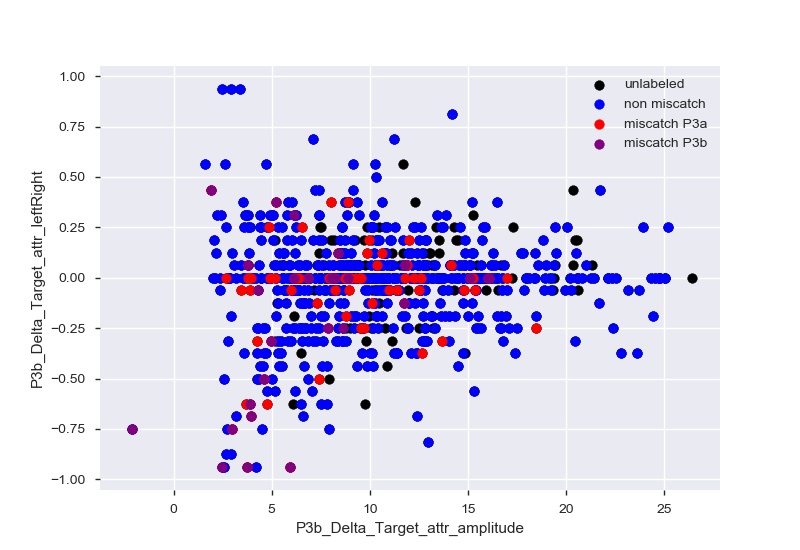 1.00
0.75
0.50
0.25
0.00
−0.25
−0.50
−0.75
−1.00
P3b_Delta_Target_attr_leftRight
unlabeled
non miscatch
miscatch P3a
miscatch P3b
0 5 10 15 20 25
P3b_Delta_Target_attr_amplitude